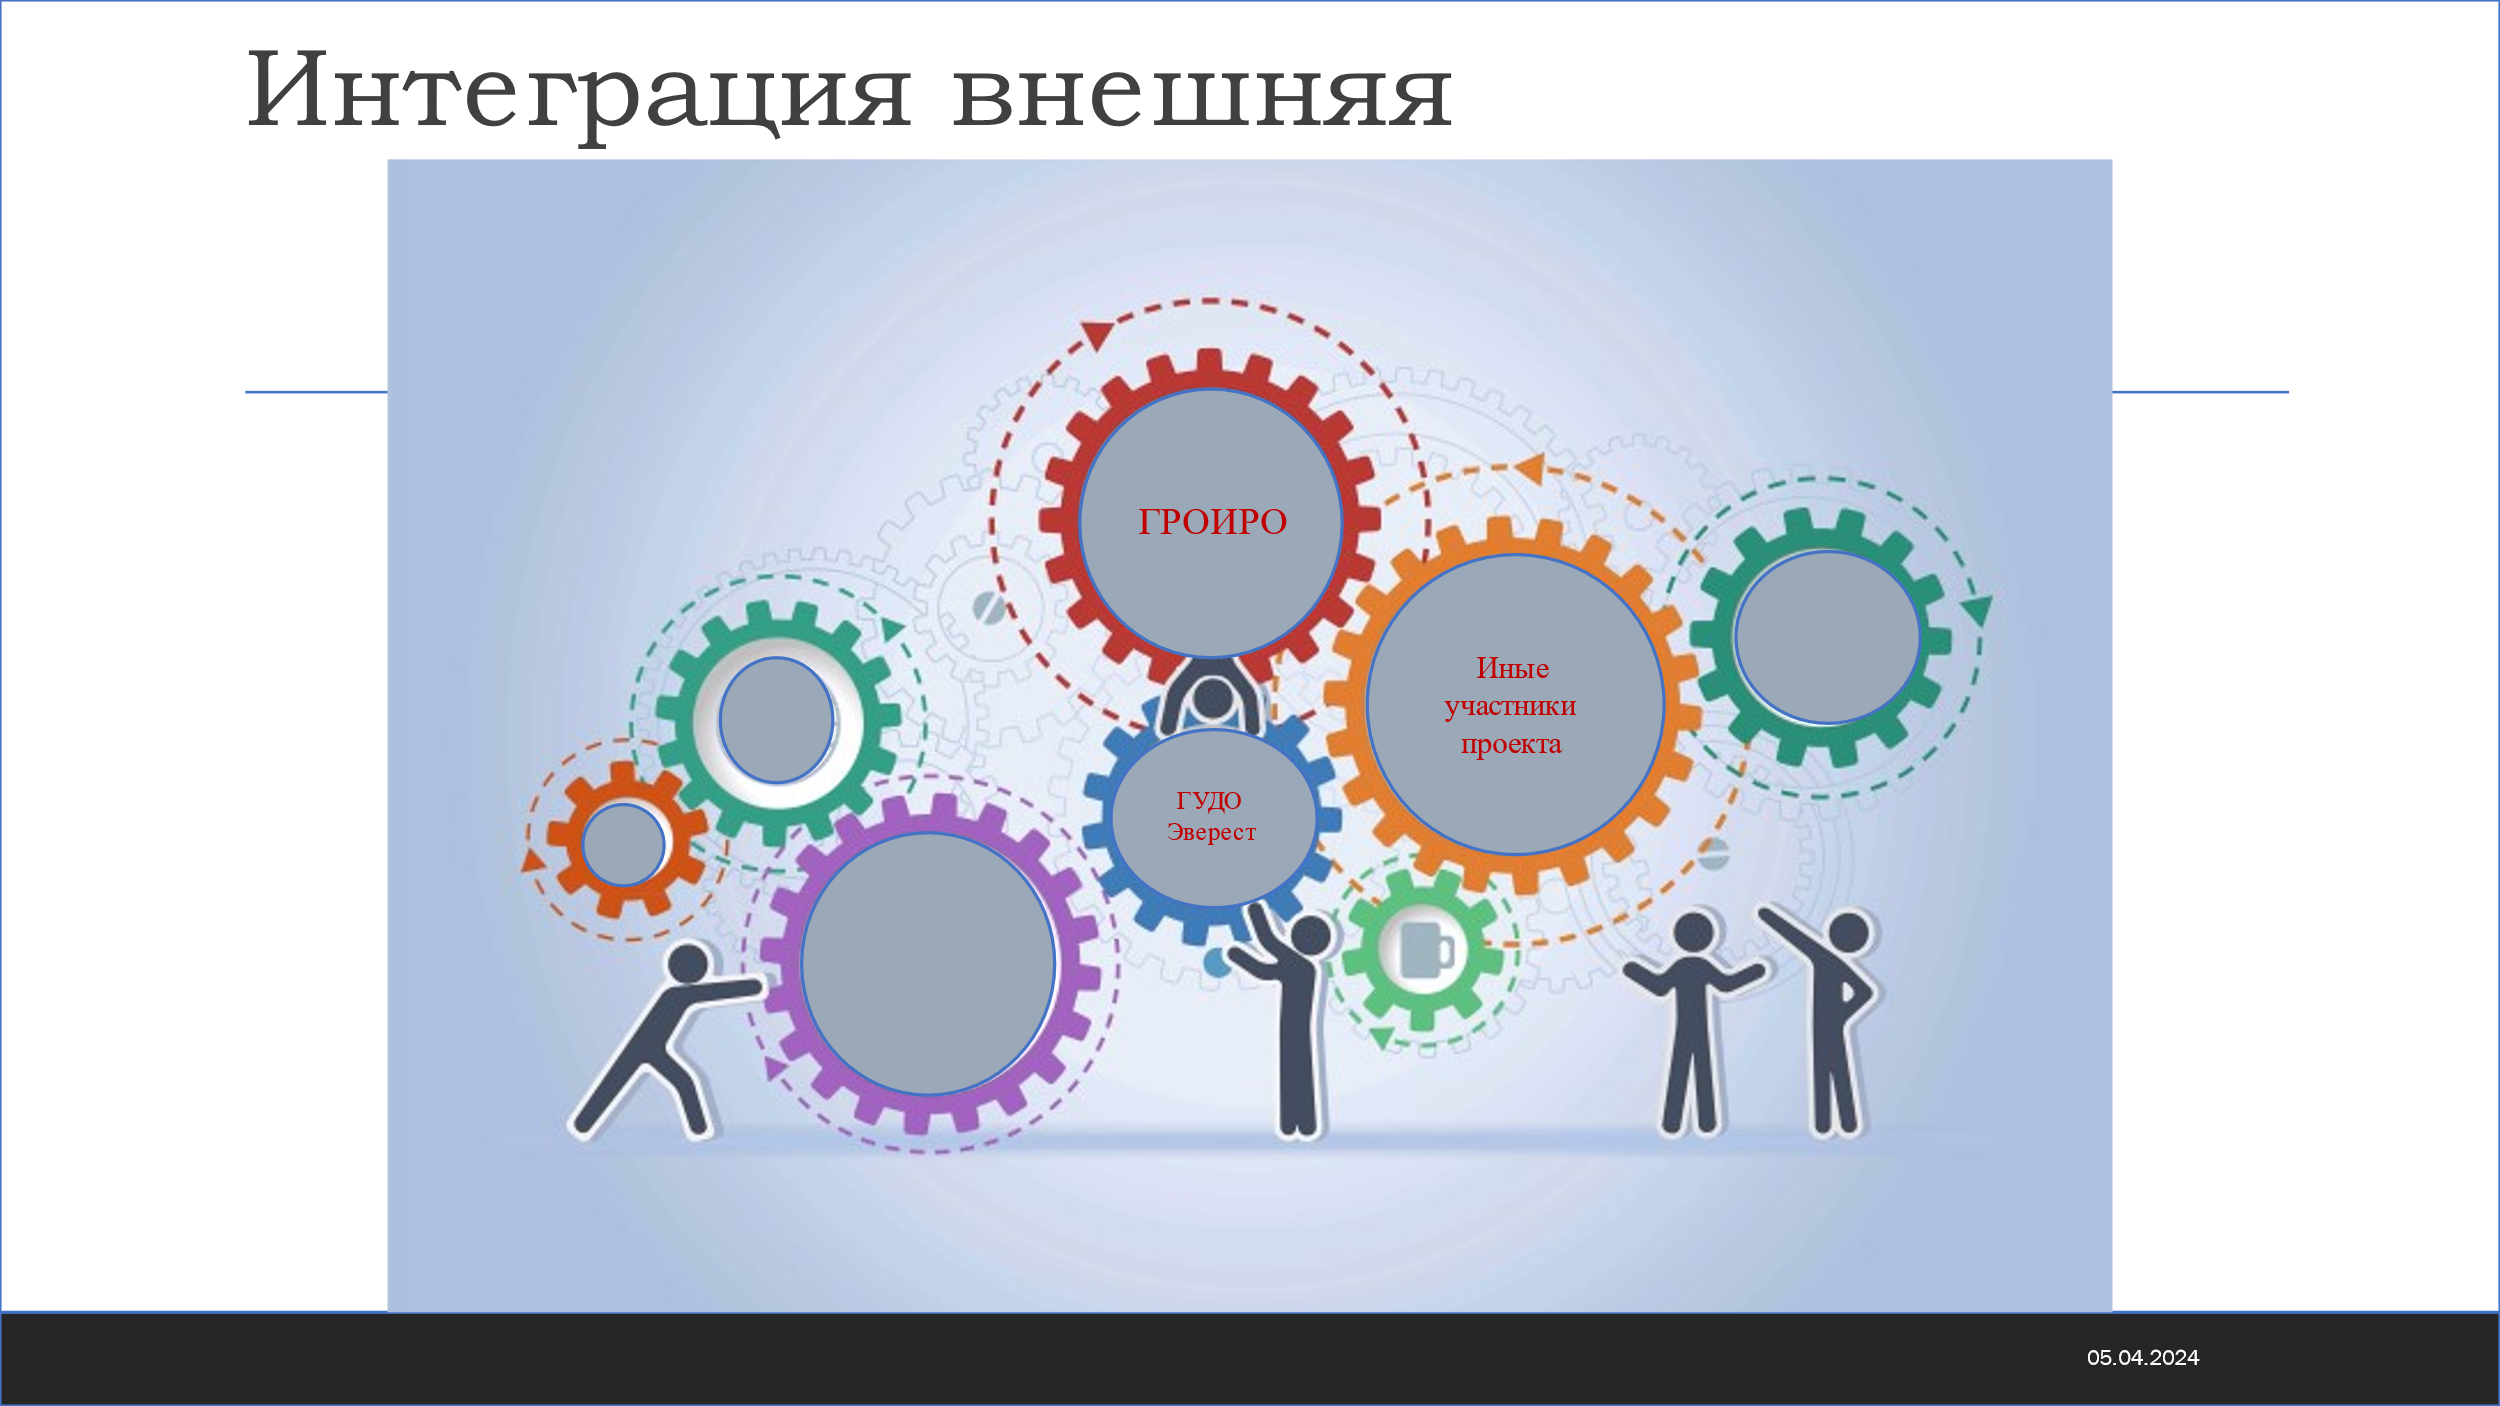 Интеграция внешняя
ГРОИРО
Иные
участники
проекта
ГУДО
Эверест
05.04.2024